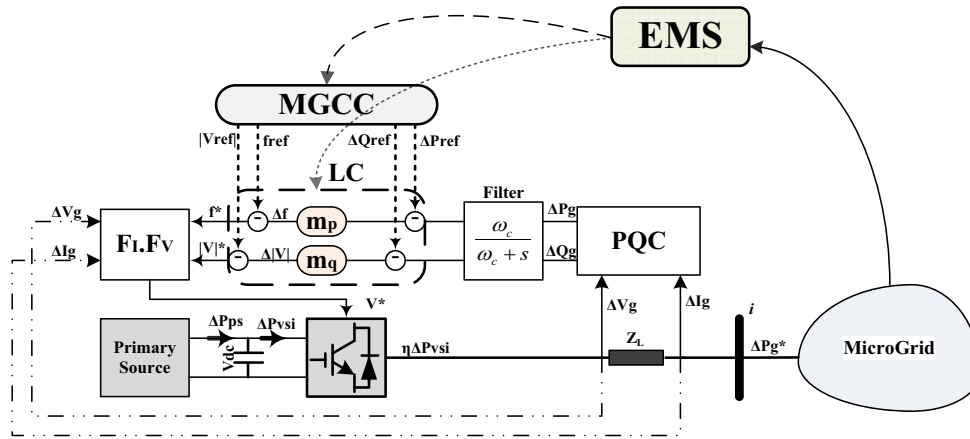 EMS
MGCC
|Vref|
fref
ΔQref
ΔPref
LC
Filter
ΔVg
f*
Δf
mp
ΔPg
FI.FV
ωc
ωc + s
PQC
ΔIg
|V|*
Δ|V|
mq
ΔQg
V*
ΔVg
ΔIg
i
Primary
Source
ΔPps
ΔPvsi
Vdc
ηΔPvsi
ZL
ΔPg*
MicroGrid